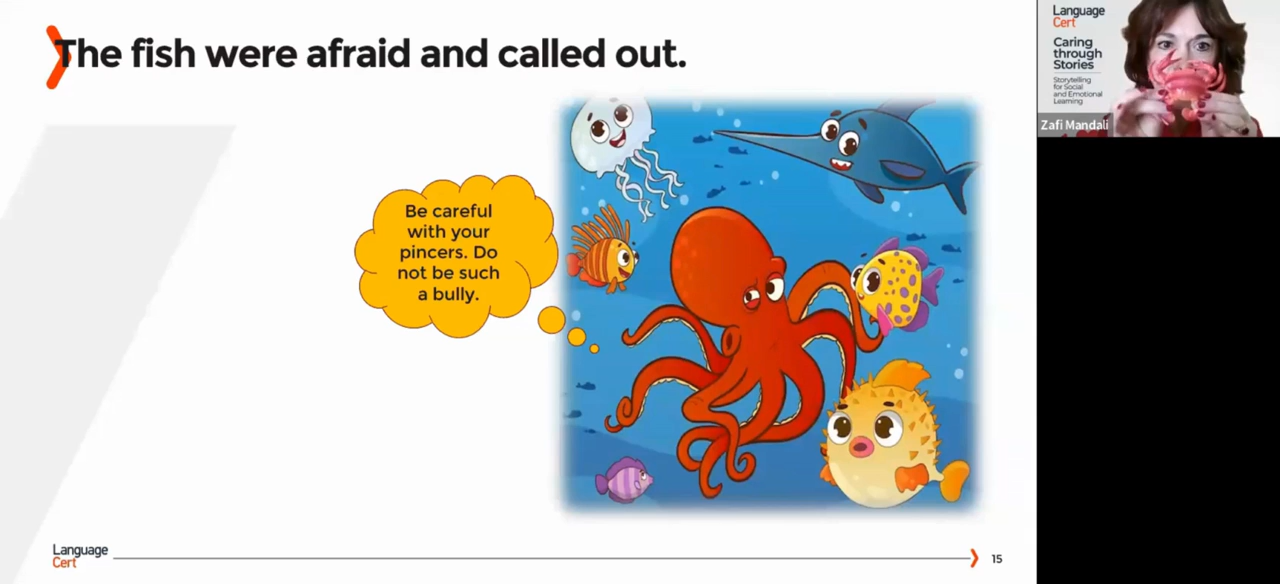 The fish were afraid and called out.
Be careful
with your
pincers. Do
not be such
a bully.
Language
Cert
15
Language
Cert
Caring
through
Stories
Storytelling
for Social
and Emotional
Learning
Zafi Mandali